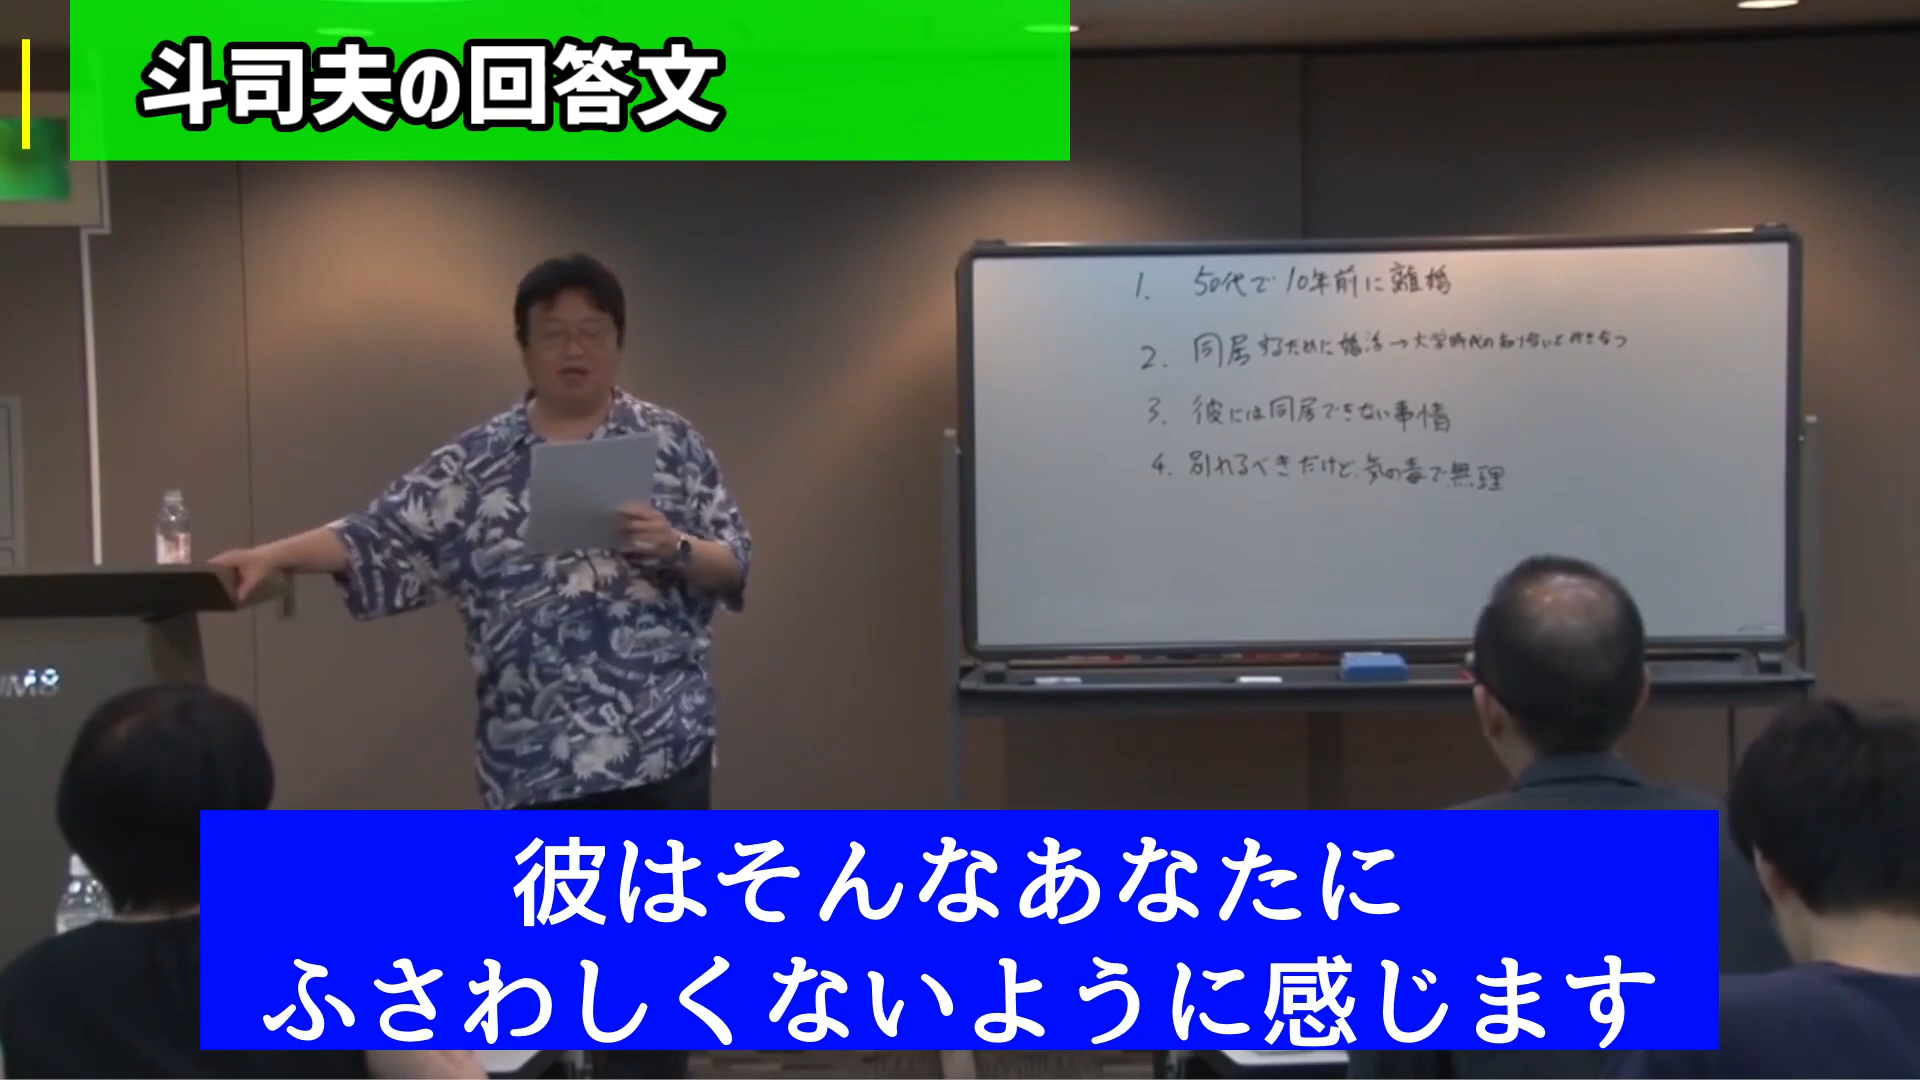 斗司夫の回答文
1. 50代で10年前に離婚
2. 同居するために婚活→大学時代の知り合いと付き合う
3. 彼には同居できない事情
4. 別れるべきだけど、気の毒で無理
彼はそんなあなたに
ふさわしくないように感じます